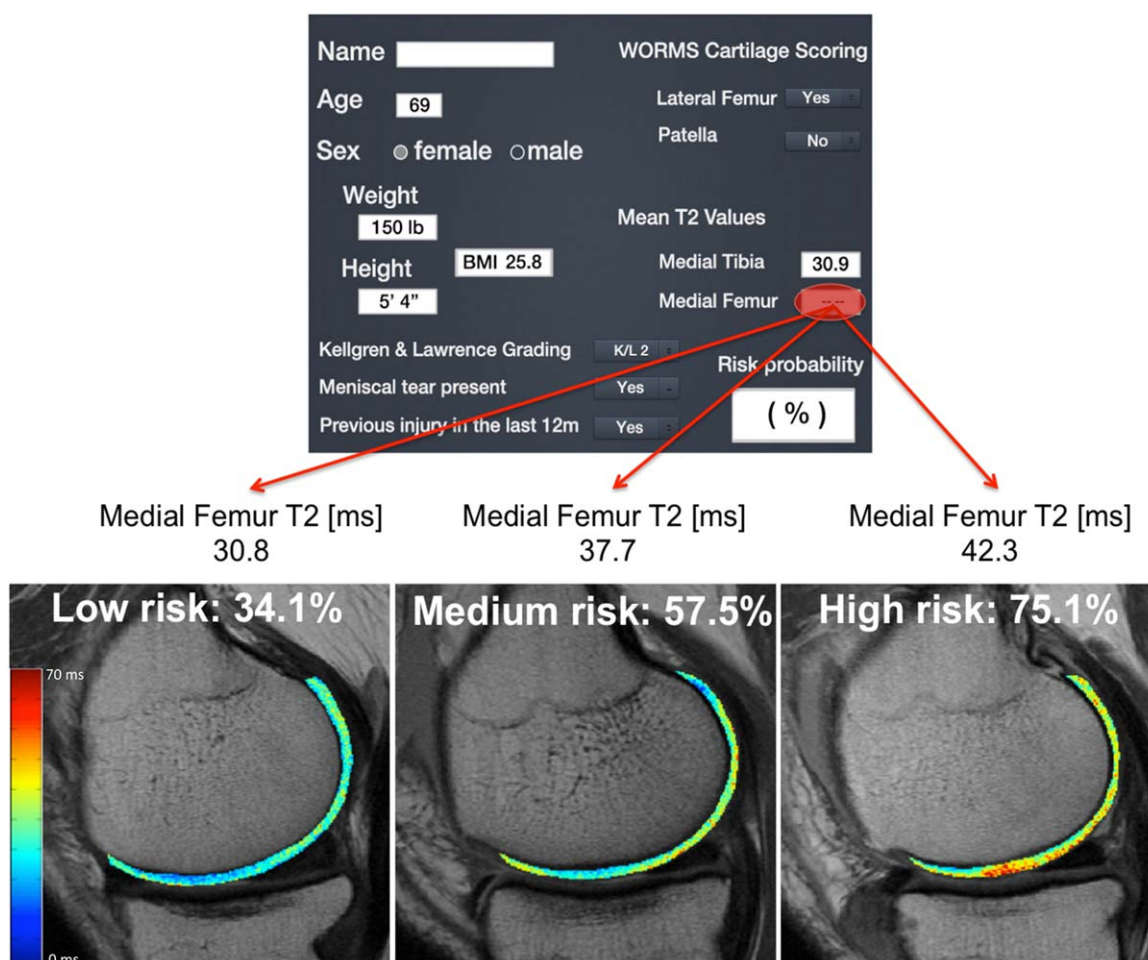 Name
Age 69
Sex female male
Weight
150 lb
BMI 25.8
Height
5' 4”
Kellgren & Lawrence Grading K/L 2
Meniscal tear present Yes
Previous injury in the last 12m Yes
WORMS Cartilage Scoring
Lateral Femur Yes
Patella No
Mean T2 Values
Medial Tibia 30.9
Medial Femur -- --
Risk probability
( % )
Medial Femur T2 [ms]
30.8
Medial Femur T2 [ms]
37.7
Medial Femur T2 [ms]
42.3
Low risk: 34.1%
Medium risk: 57.5%
High risk: 75.1%
70 ms
0 ms